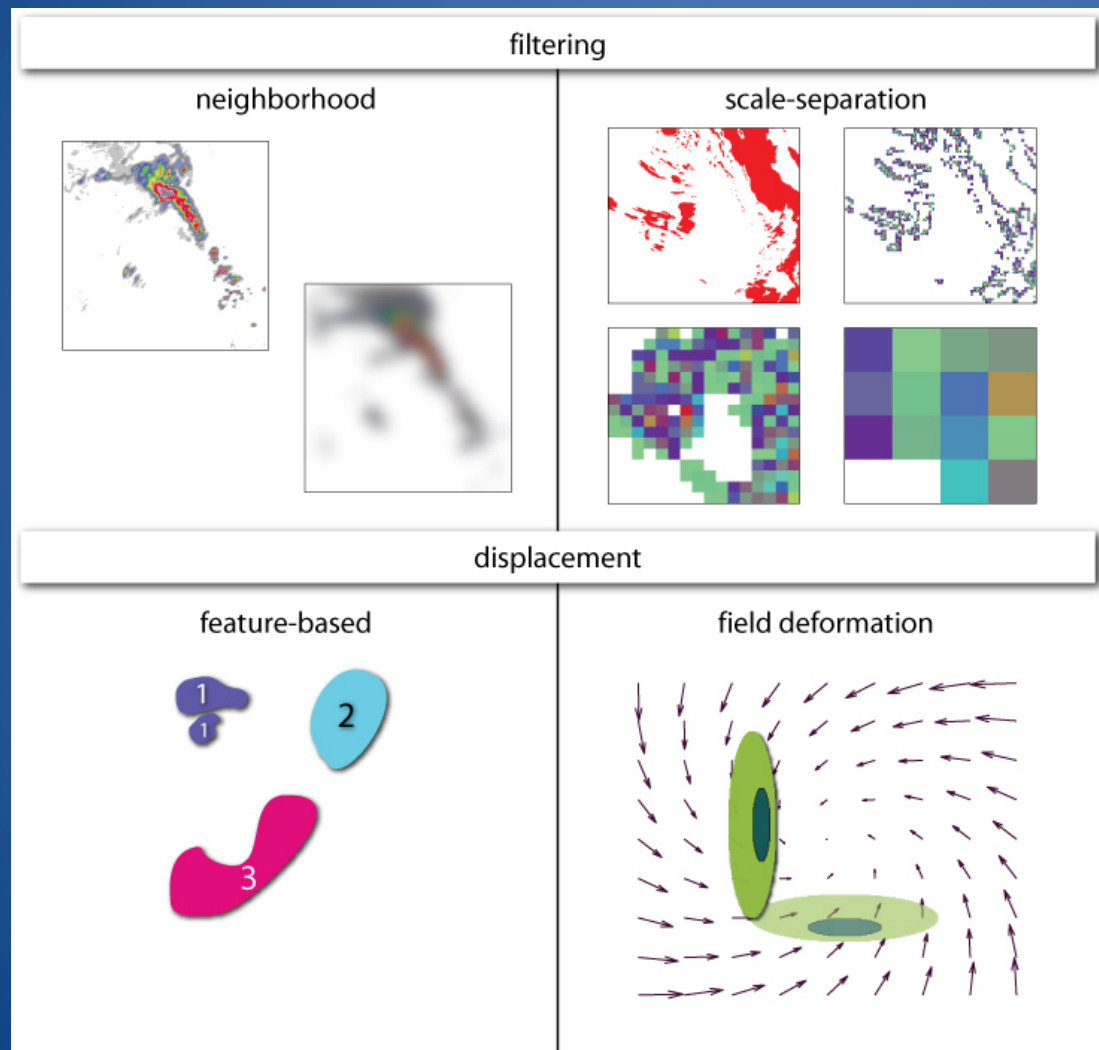 filtering
neighborhood
scale-separation
displacement
feature-based
field deformation
1
1
2
3